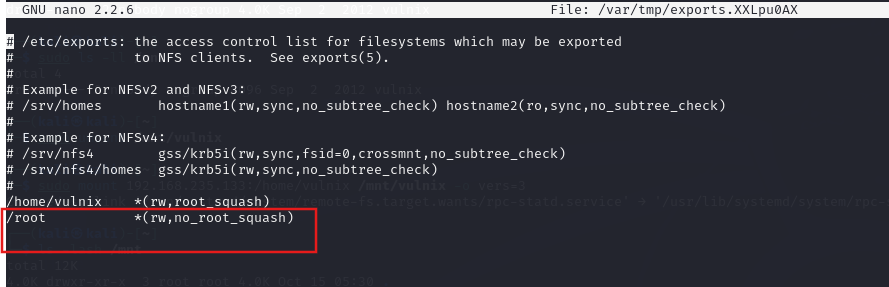 GNU nano 2.2.6 File: /var/tmp/exports.XXLpu0AX
# /etc/exports: the access control list for filesystems which may be exported
# to NFS clients. See exports(5).
#
# Example for NFSv2 and NFSv3:
# /srv/homes hostname1(rw,sync,no_subtree_check) hostname2(ro,sync,no_subtree_check)
#
# Example for NFSv4:
# /srv/nfs4 gss/krb5i(rw,sync,fsid=0,crossmnt,no_subtree_check)
# /srv/nfs4/homes gss/krb5i(rw,sync,no_subtree_check)
#
/home/vulnix *(rw,root_squash)
/root *(rw,no_root_squash)
total 12K